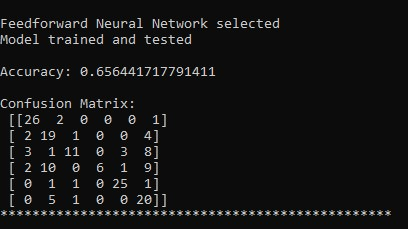 Feedforward Neural Network selected
Model trained and tested
Accuracy: 0.656441717791411
Confusion Matrix:
[[26 2 0 0 0 1]
[ 2 19 1 0 0 4]
[ 3 1 11 0 3 8]
[ 2 10 0 6 1 9]
[ 0 1 1 0 25 1]
[ 0 5 1 0 0 20]]
*************************************************